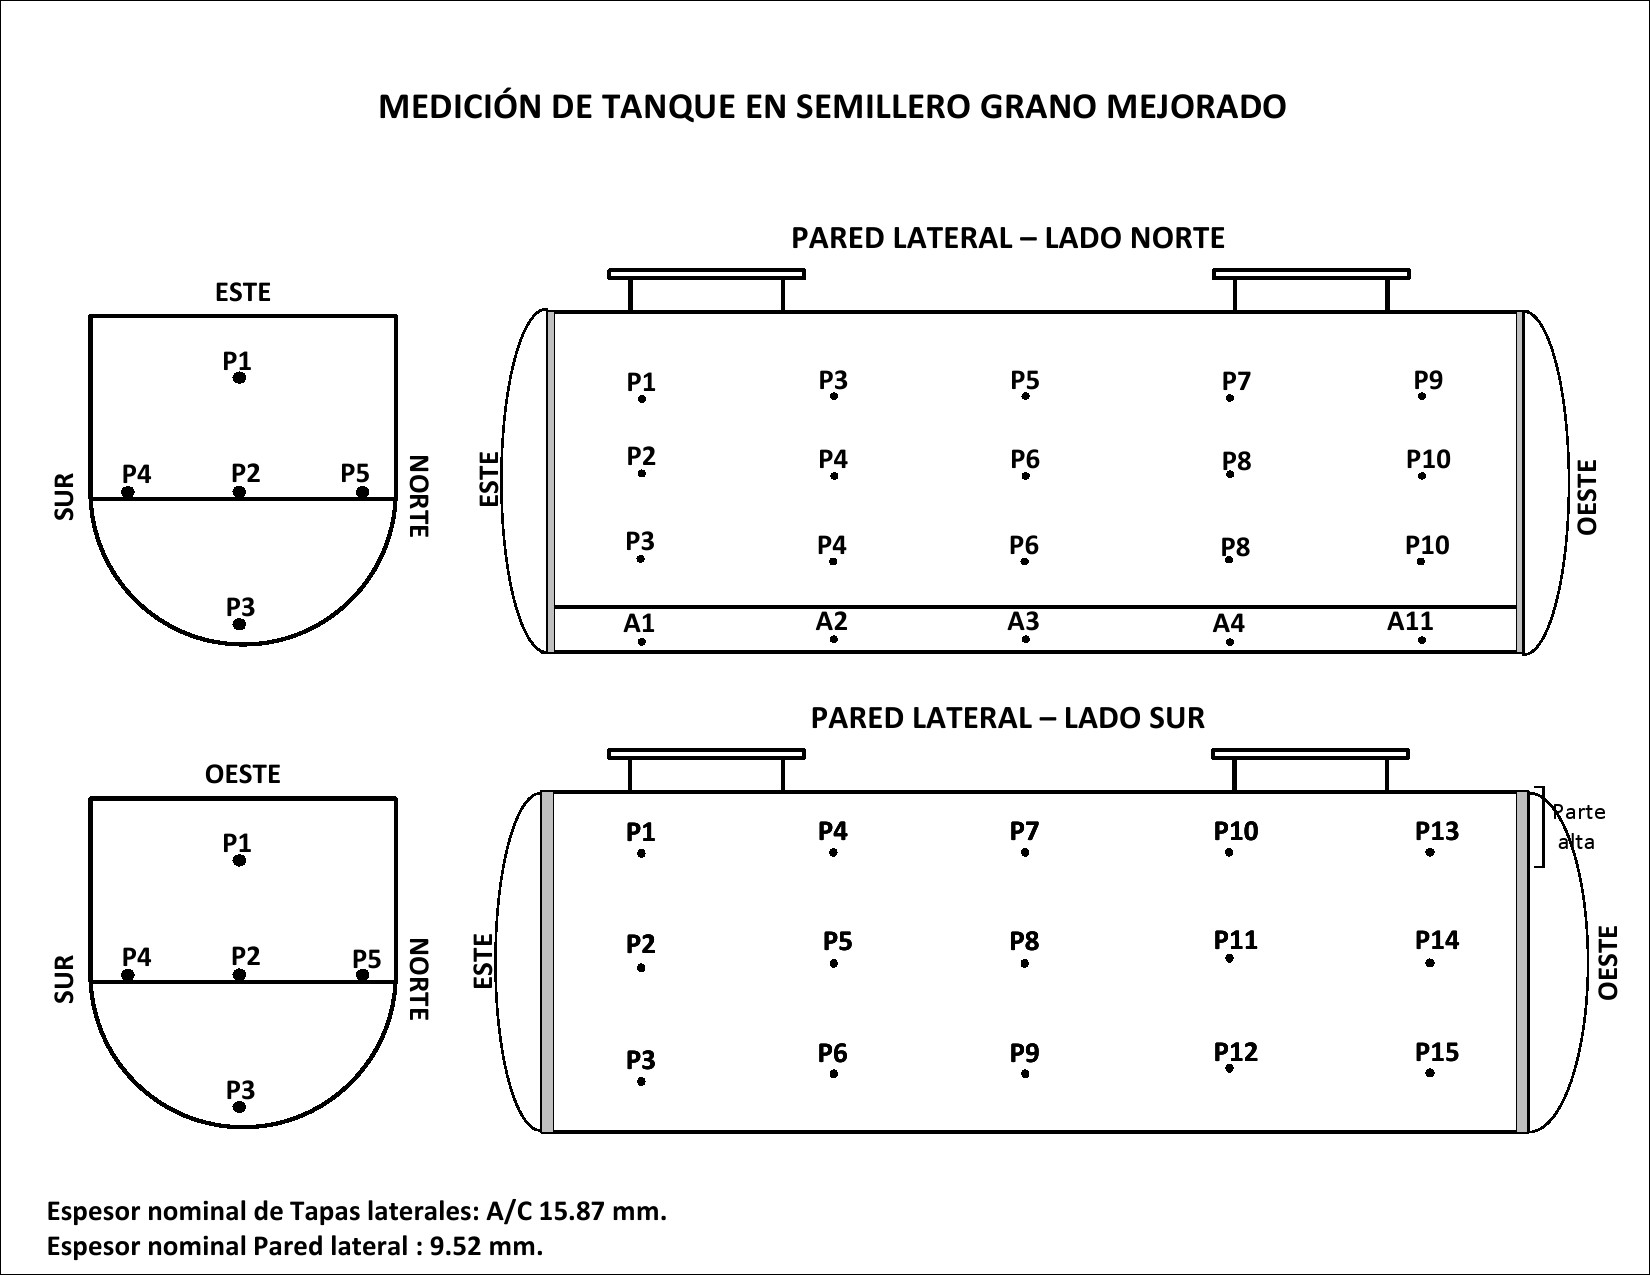 MEDICIÓN DE TANQUE EN SEMILLERO GRANO MEJORADO
PARED LATERAL – LADO NORTE
ESTE
P1
P4 P2 P5
SUR
NORTE
P3
ESTE
P1 P3 P5 P7 P9
P2 P4 P6 P8 P10
P3 P4 P6 P8 P10
A1 A2 A3 A4 A11
OESTE
PARED LATERAL – LADO SUR
OESTE
P1
P4 P2 P5
SUR
NORTE
P3
ESTE
P1 P4 P7 P10 P13
P2 P5 P8 P11 P14
P3 P6 P9 P12 P15
Parte
alta
OESTE
Espesor nominal de Tapas laterales: A/C 15.87 mm.
Espesor nominal Pared lateral : 9.52 mm.